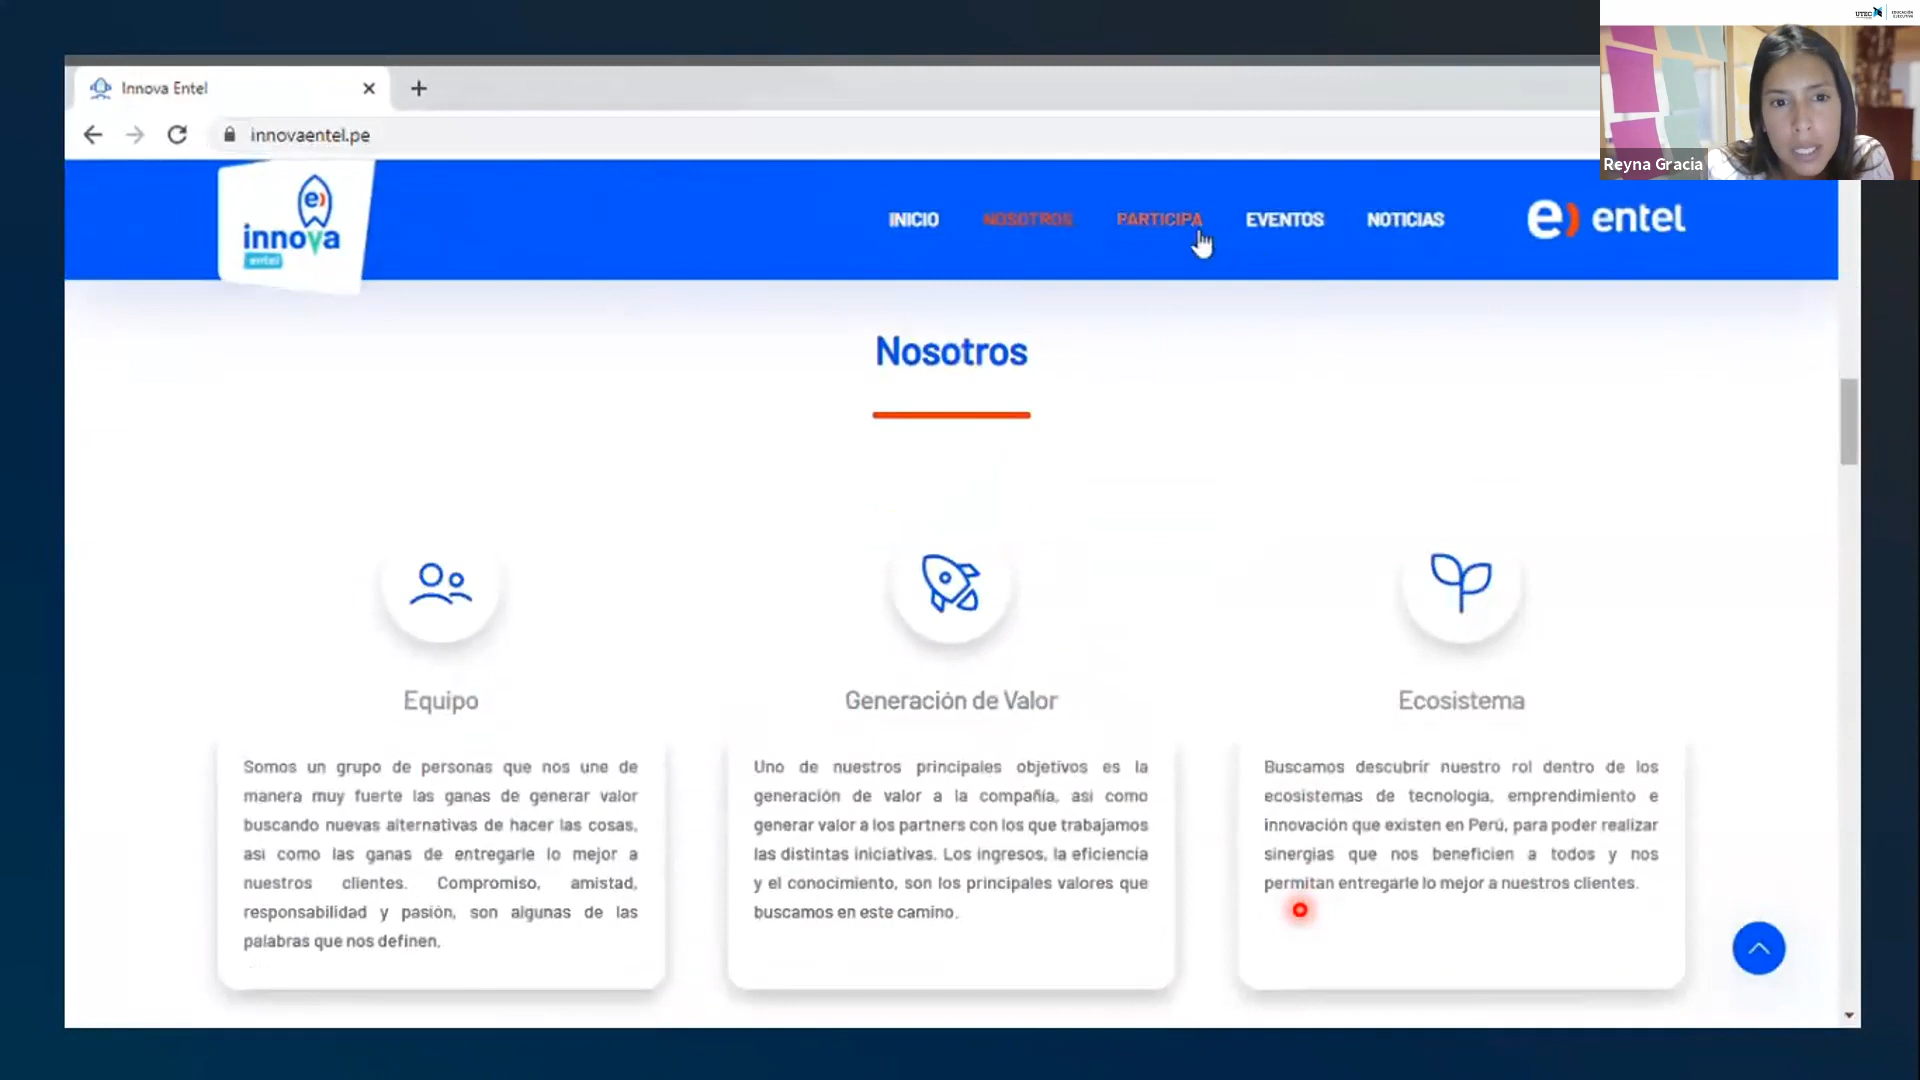 UTEC
EDUCACIÓN
EJECUTIVA
Innova Entel
innovaentel.pe
Reyna Gracia
e)
innova
entel
INICIO
NOSOTROS
PARTICIPA
EVENTOS
NOTICIAS
e) entel
Nosotros
Equipo
Somos un grupo de personas que nos une de
manera muy fuerte las ganas de generar valor
buscando nuevas alternativas de hacer las cosas,
asi como las ganas de entregarle lo mejor a
nuestros clientes. Compromiso, amistad,
responsabilidad y pasión, son algunas de las
palabras que nos definen.
Generación de Valor
Uno de nuestros principales objetivos es la
generación de valor a la compañía, asi como
generar valor a los partners con los que trabajamos
las distintas iniciativas. Los ingresos, la eficiencia
y el conocimiento, son los principales valores que
buscamos en este camino.
Ecosistema
Buscamos descubrir nuestro rol dentro de los
ecosistemas de tecnología, emprendimiento e
innovación que existen en Perú, para poder realizar
sinergias que nos beneficien a todos y nos
permitan entregarle lo mejor a nuestros clientes.